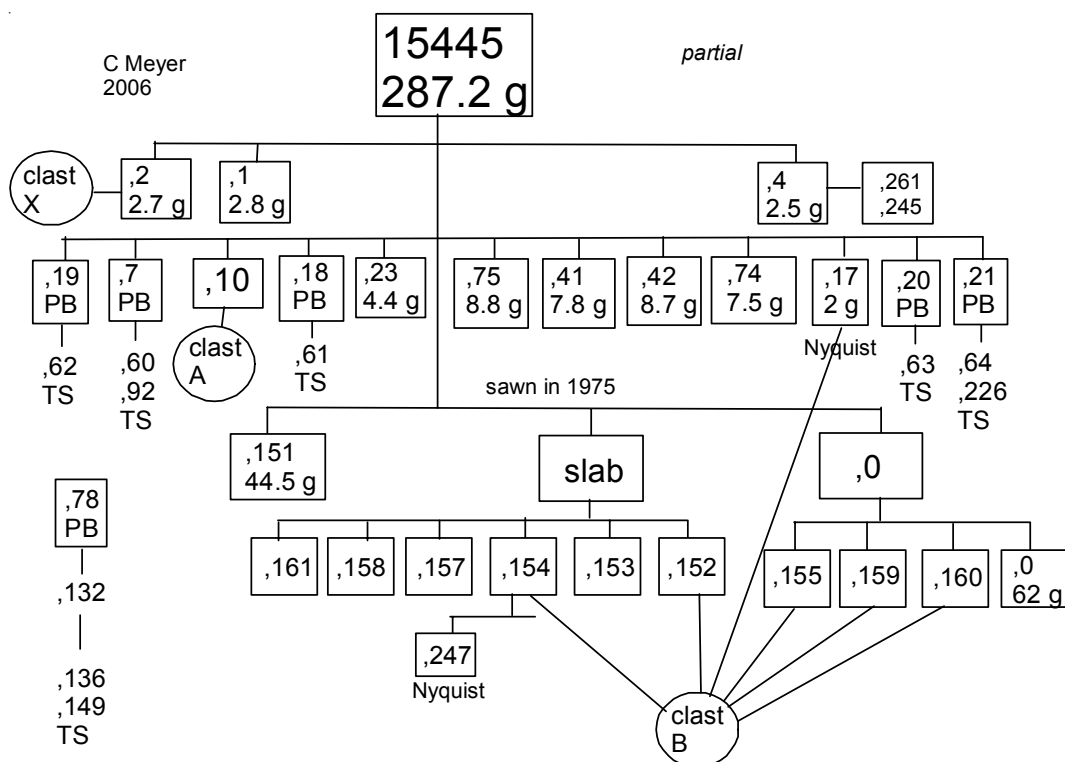 15445
287.2 g
C Meyer
2006
partial
clast
X
,2
2.7 g
,1
2.8 g
,4
2.5 g
,261
,245
,19
PB
,7
PB
,10
,18
PB
,23
4.4 g
,75
8.8 g
,41
7.8 g
,42
8.7 g
,74
7.5 g
,17
2 g
,20
PB
,21
PB
,62
TS
,60
,92
TS
clast
A
,61
TS
Nyquist
,63
TS
,64
,226
TS
sawn in 1975
,151
44.5 g
slab
,0
,78
PB
,132
,136
,149
TS
,161
,158
,157
,154
,153
,152
,155
,159
,160
,0
62 g
,247
Nyquist
clast
B